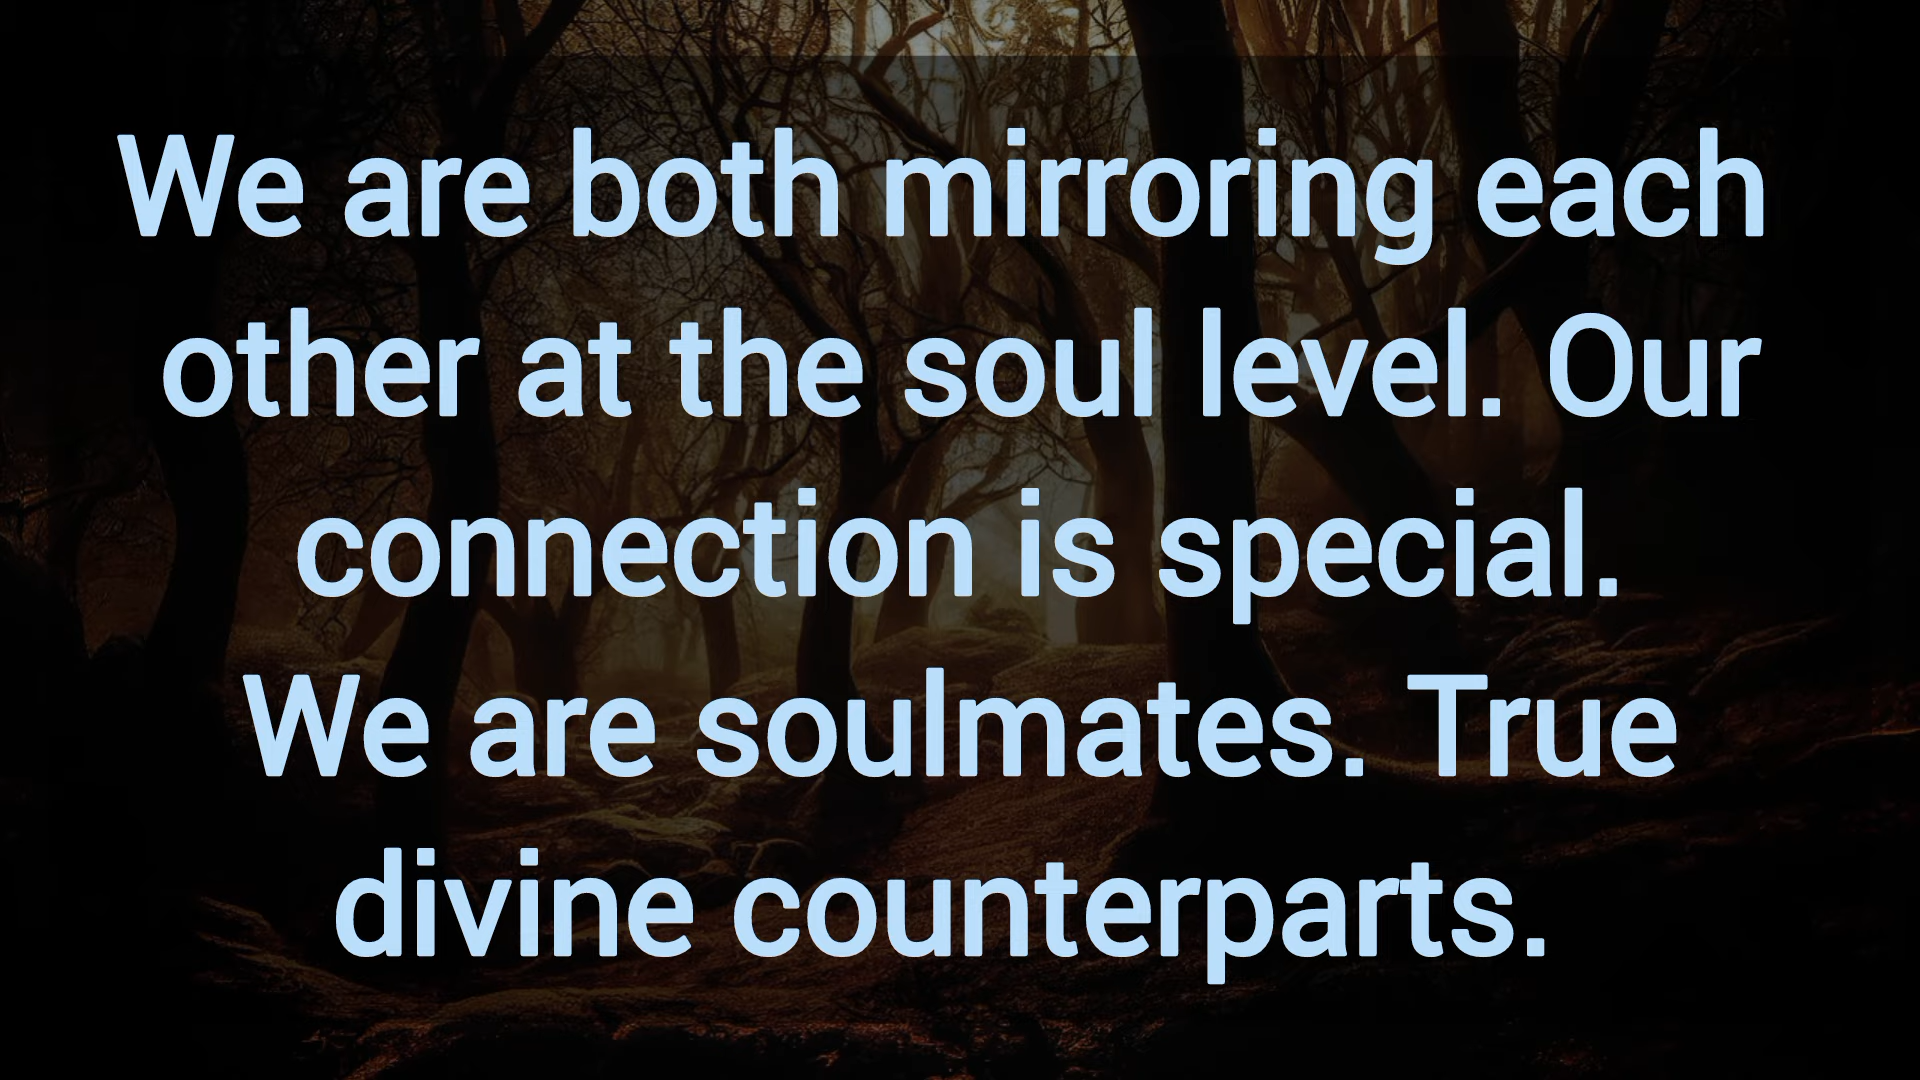 We are both mirroring each
other at the soul level. Our
connection is special.
We are soulmates. True
divine counterparts.